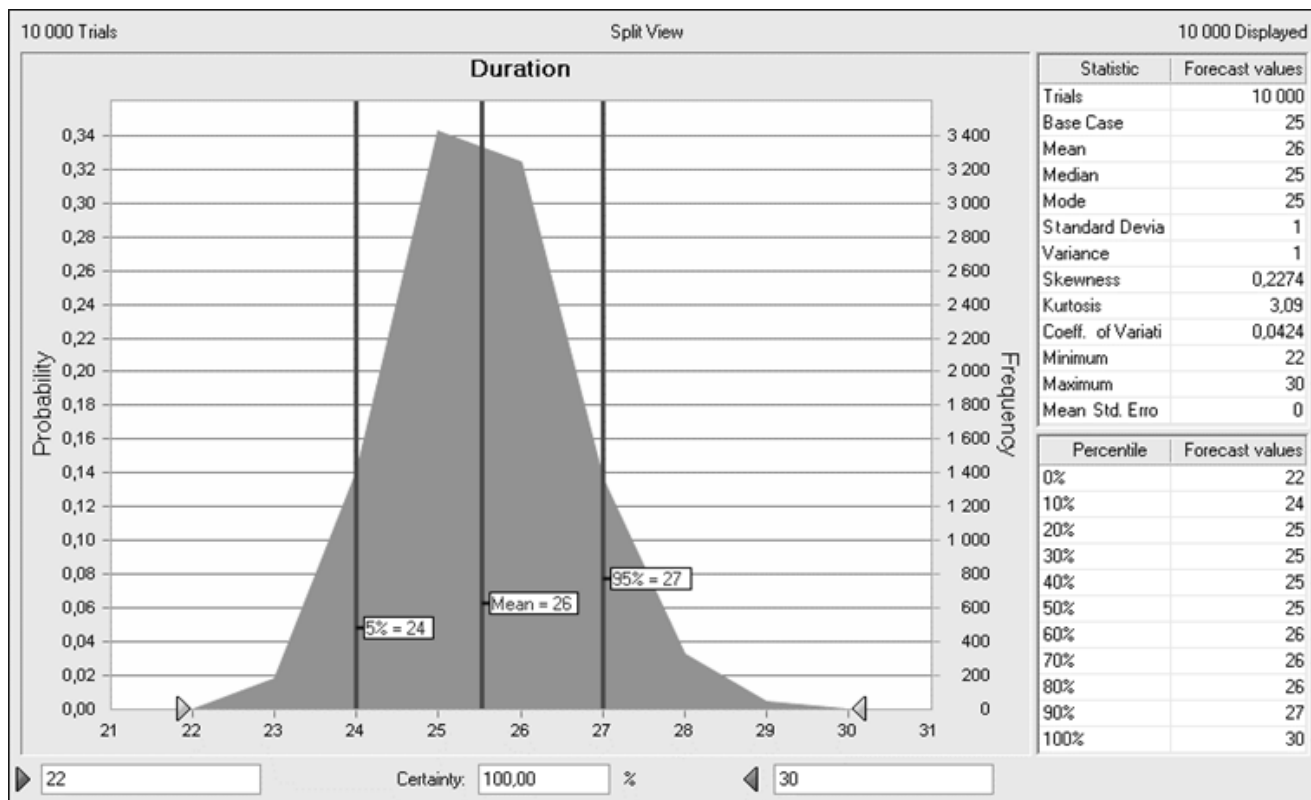 10 000 Trials Split View 10 000 Displayed
Duration
Probability
0,34
0,32
0,30
0,28
0,26
0,24
0,22
0,20
0,18
0,16
0,14
0,12
0,10
0,08
0,06
0,04
0,02
0,00
5% = 24
Mean = 26
95% = 27
3 400
3 200
3 000
2 800
2 600
2 400
2 200
2 000
1 800
1 600
1 400
1 200
1 000
800
600
400
200
0
Frequency
21 22 23 24 25 26 27 28 29 30 31
Statistic Forecast values
Trials 10 000
Base Case 25
Mean 26
Median 25
Mode 25
Standard Devia 1
Variance 1
Skewness 0,2274
Kurtosis 3,09
Coeff. of Variati 0,0424
Minimum 22
Maximum 30
Mean Std. Erro 0
Percentile Forecast values
0% 22
10% 24
20% 25
30% 25
40% 25
50% 25
60% 26
70% 26
80% 26
90% 27
100% 30
22 Certainty: 100,00 % 30